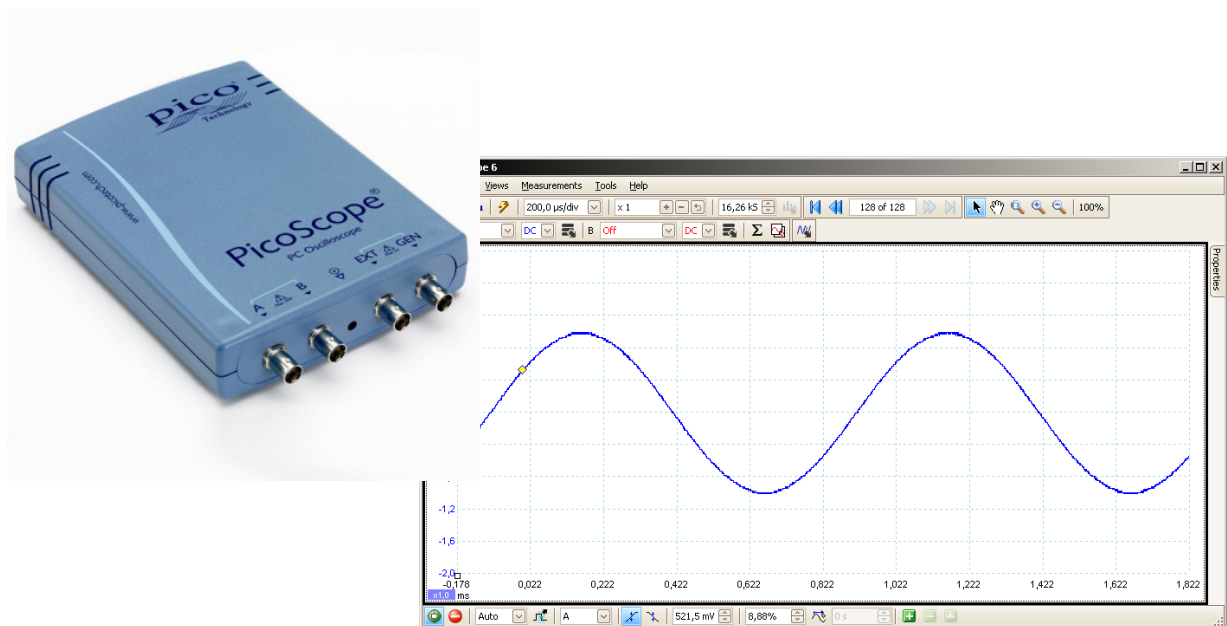 pico
Technology
www.picotech.com
PicoScope®
PC Oscilloscope
A B EXT GEN
pe 6
Views Measurements Tools Help
200,0 µs/div x 1 16,26 kS 128 of 128 100%
DC B Off DC Σ
Properties
-1,2
-1,6
-2,0
-0,178 0,022 0,222 0,422 0,622 0,822 1,022 1,222 1,422 1,622 1,822
x1,0 ms
Auto A 521,5 mV 8,88% 0 s